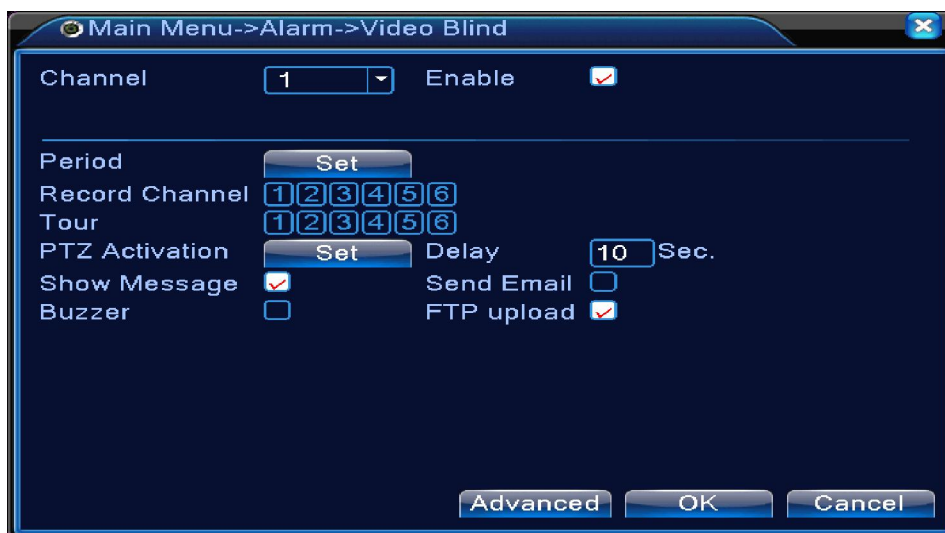 Main Menu->Alarm->Video Blind
Channel 1 Enable
Period Set
Record Channel 1 2 3 4 5 6
Tour 1 2 3 4 5 6
PTZ Activation Set Delay 10 Sec.
Show Message Send Email
Buzzer FTP upload
Advanced OK Cancel